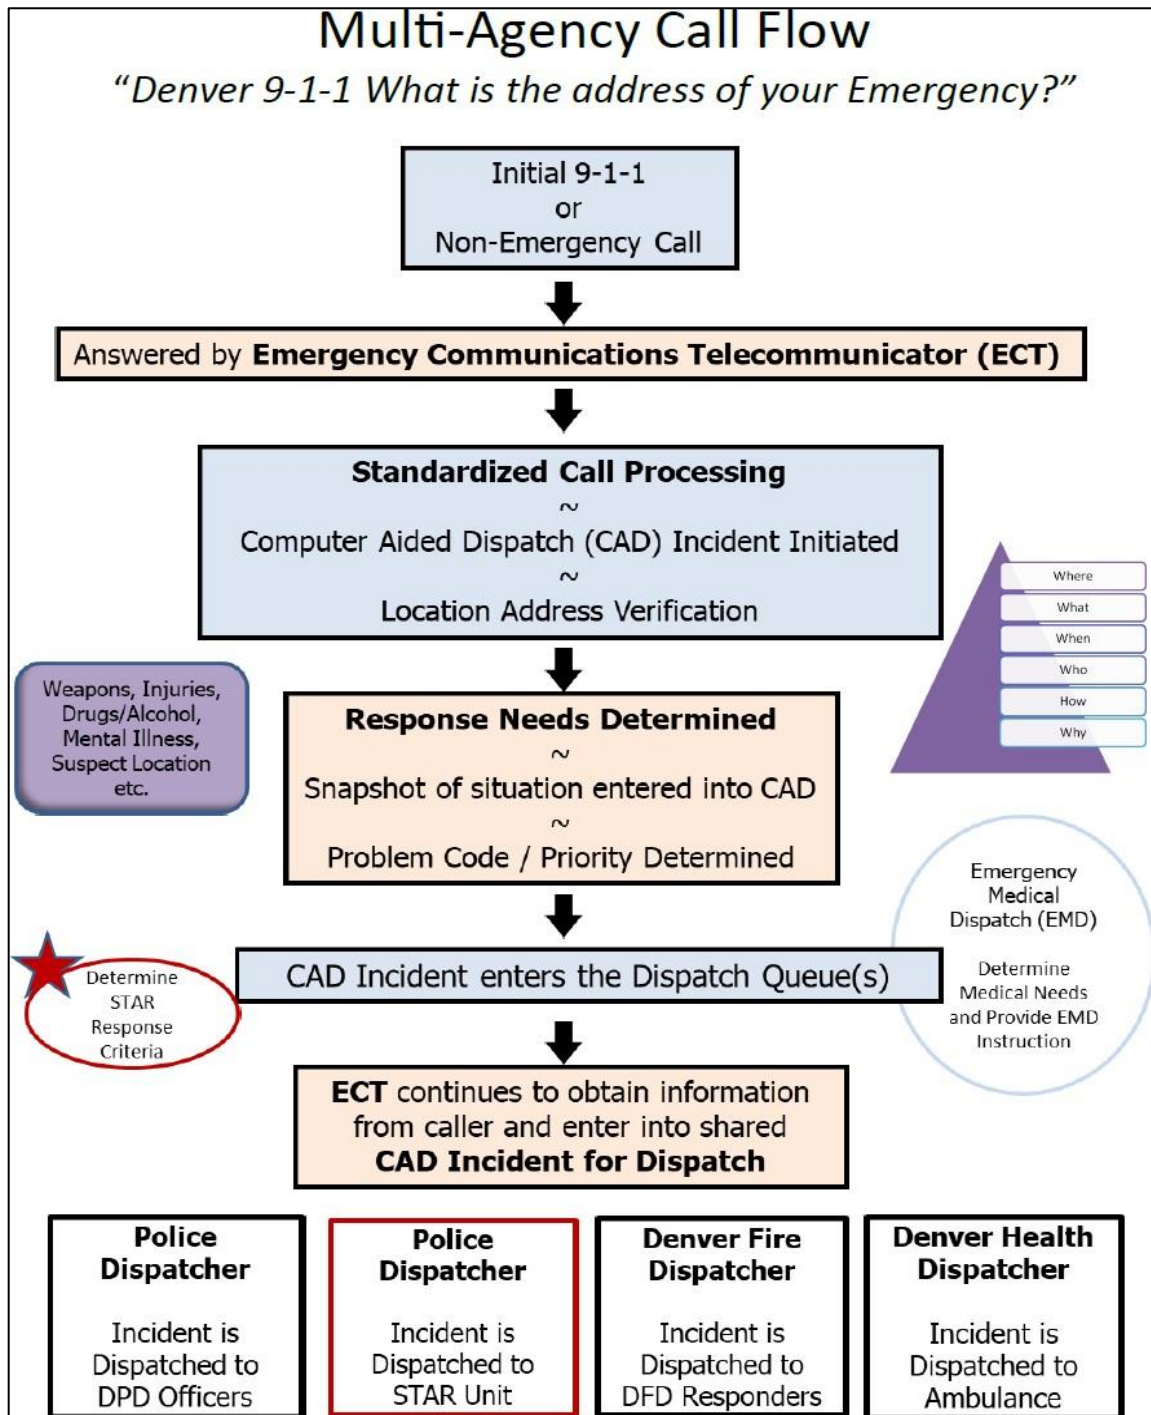 Multi-Agency Call Flow
“Denver 9-1-1 What is the address of your Emergency?”
Initial 9-1-1
or
Non-Emergency Call
Answered by Emergency Communications Telecommunicator (ECT)
Standardized Call Processing
~
Computer Aided Dispatch (CAD) Incident Initiated
~
Location Address Verification
Where
What
When
Who
How
Why
Weapons, Injuries,
Drugs/Alcohol,
Mental Illness,
Suspect Location
etc.
Response Needs Determined
~
Snapshot of situation entered into CAD
~
Problem Code / Priority Determined
Emergency
Medical
Dispatch (EMD)
Determine
Medical Needs
and Provide EMD
Instruction
Determine
STAR
Response
Criteria
CAD Incident enters the Dispatch Queue(s)
ECT continues to obtain information
from caller and enter into shared
CAD Incident for Dispatch
Police
Dispatcher
Incident is
Dispatched to
DPD Officers
Police
Dispatcher
Incident is
Dispatched to
STAR Unit
Denver Fire
Dispatcher
Incident is
Dispatched to
DFD Responders
Denver Health
Dispatcher
Incident is
Dispatched to
Ambulance